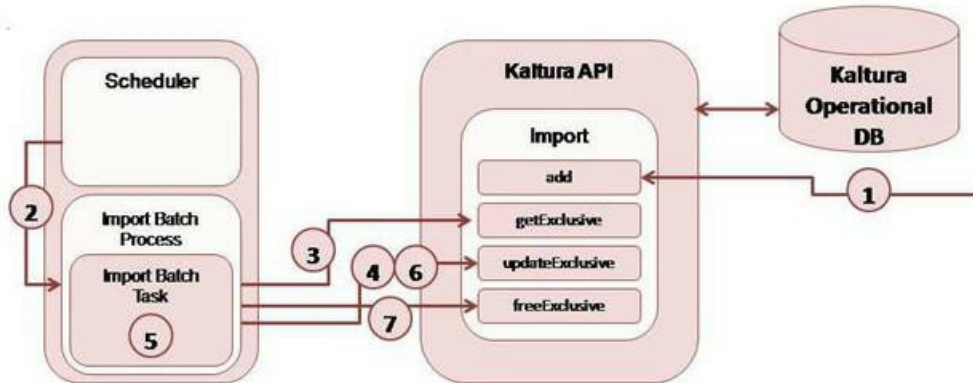 Scheduler
2
Import Batch
Process
Import Batch
Task
5
3
4
6
7
Kaltura API
Import
add
getExclusive
updateExclusive
freeExclusive
Kaltura
Operational
DB
1